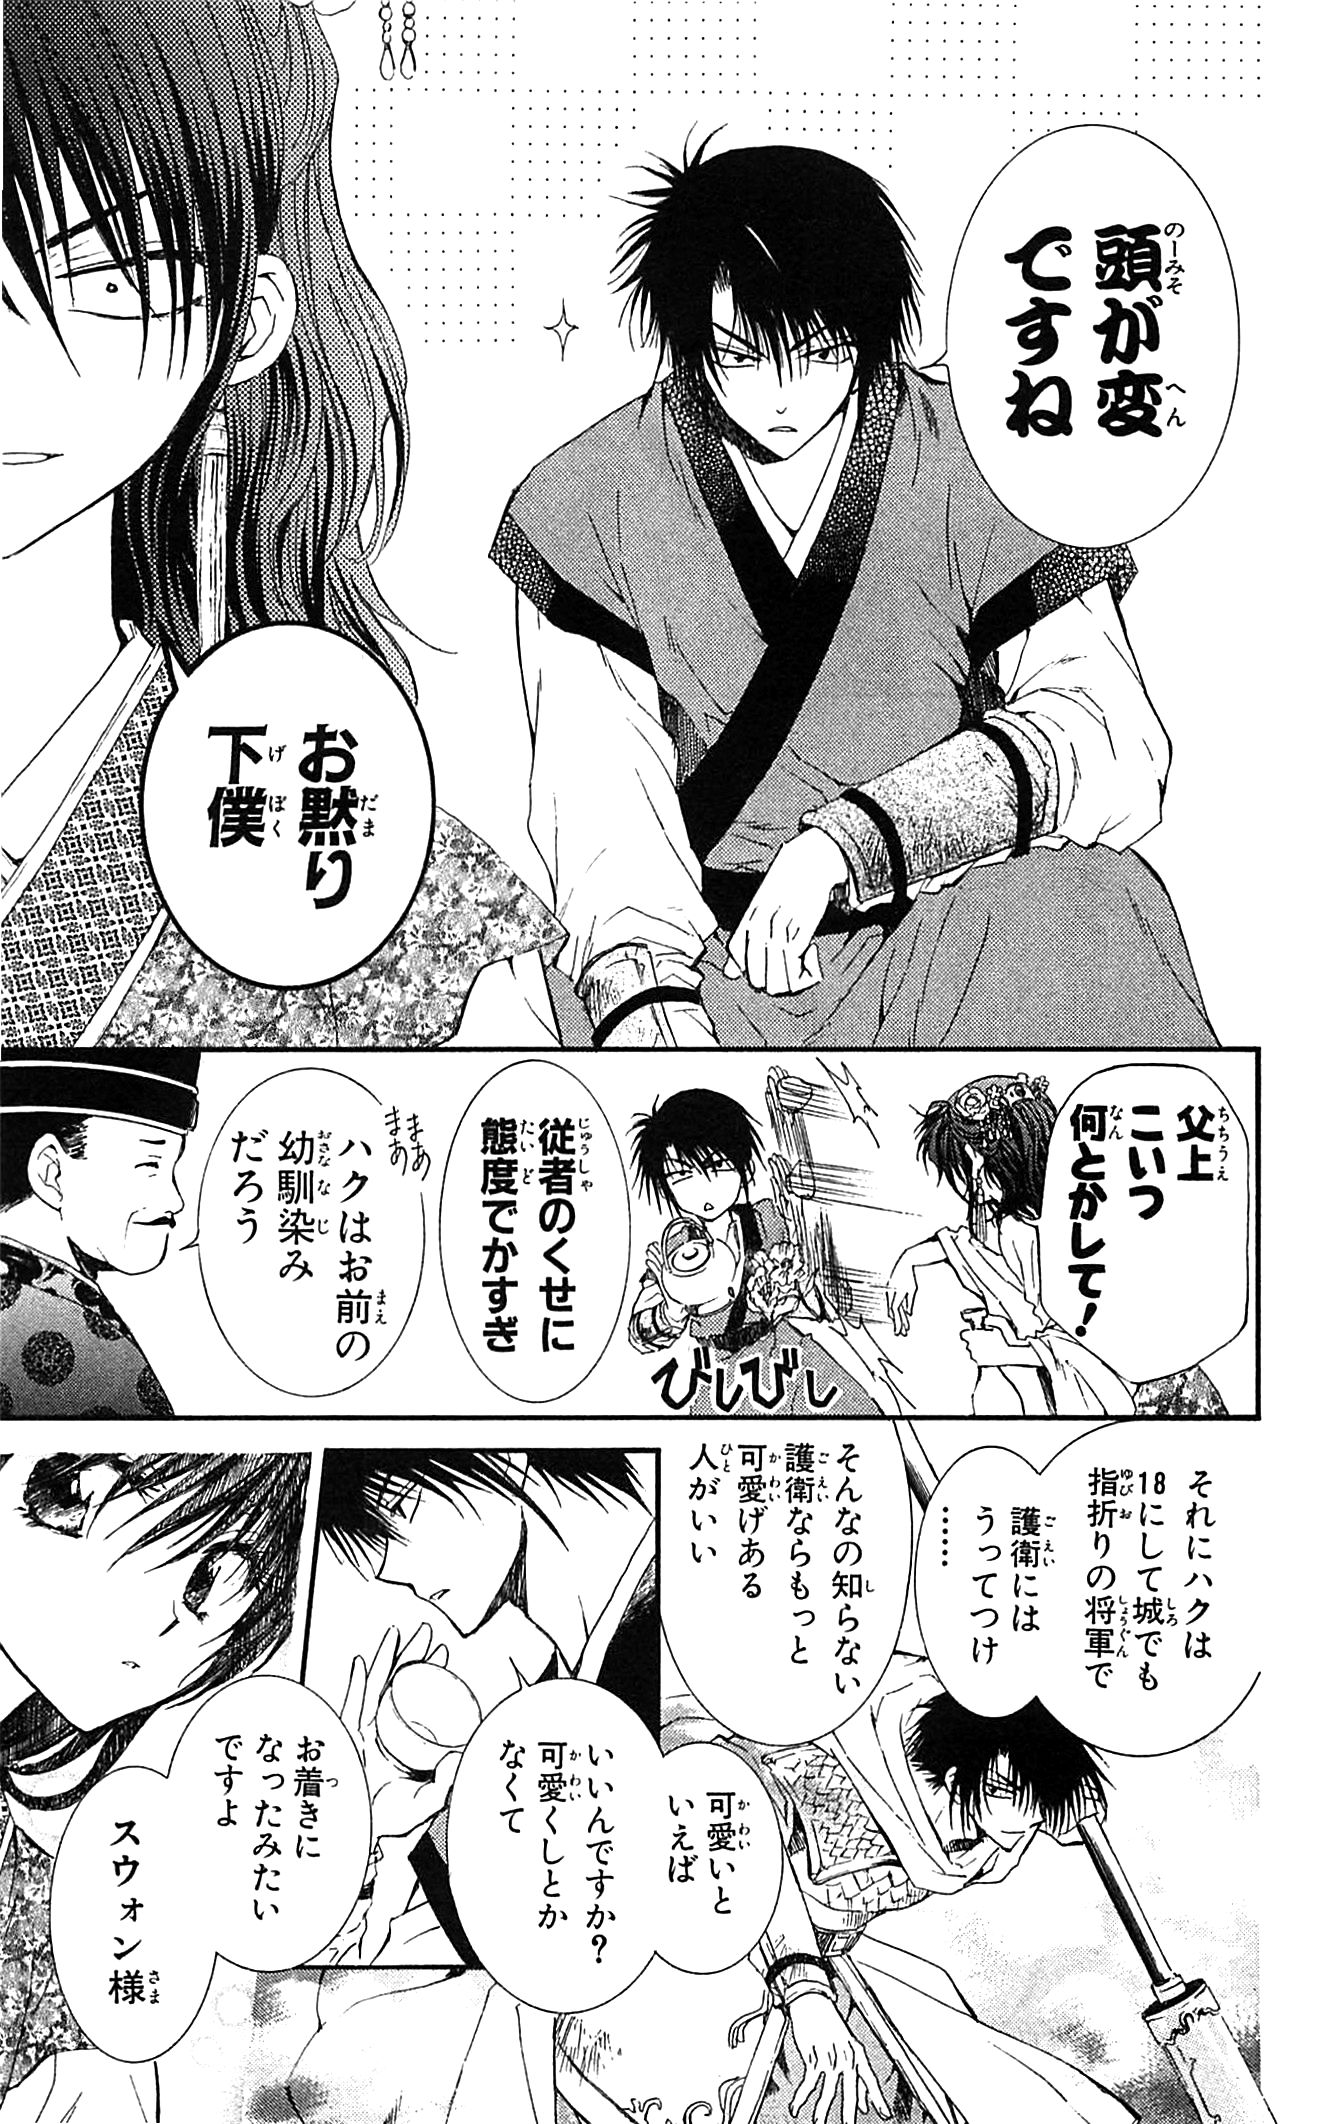 頭が変
ですね
お黙り
下僕
父上
こいつ
何とかして!
びしびし
従者のくせに
態度でかすぎ
まあ
まあ
ハクはお前の
幼馴染み
だろう
それにハクは
18にして城でも
指折りの将軍で
護衛には
うってつけ
……
そんなの知らない
護衛ならもっと
可愛げある
人がいい
可愛いと
いえば
いいんですか?
可愛くしとか
なくて
お着きに
なったみたい
ですよ
スウォン様